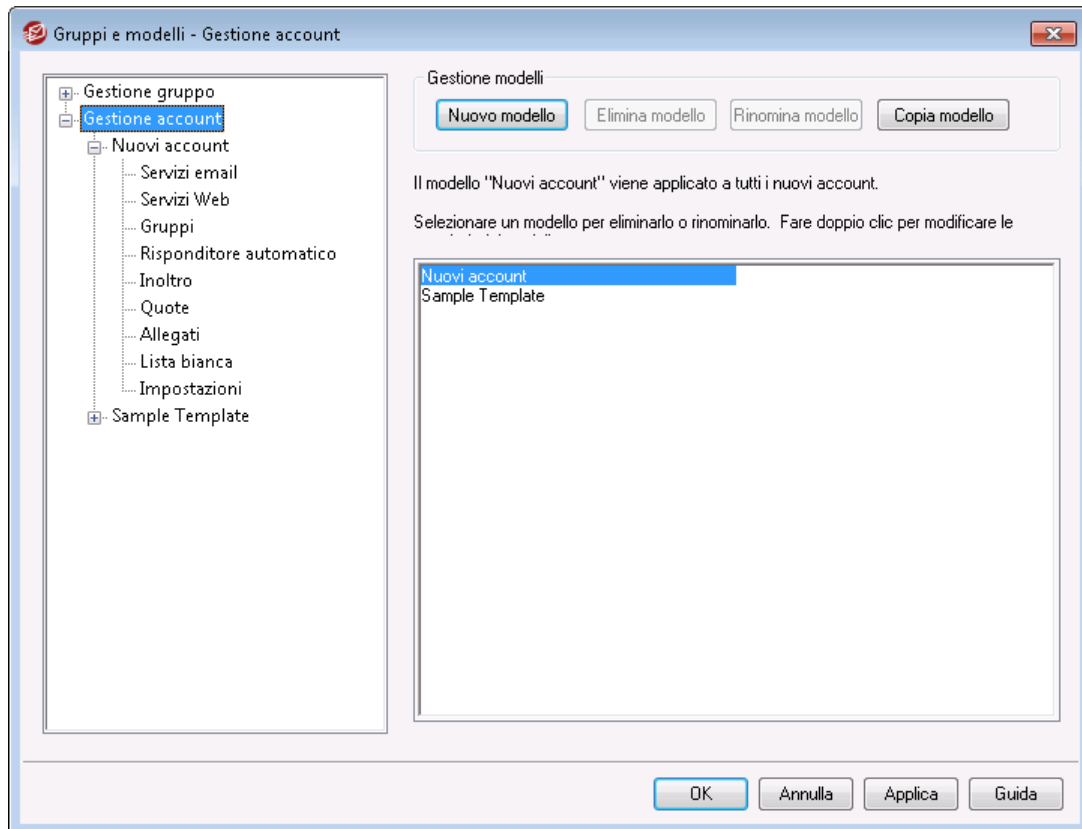 Gruppi e modelli - Gestione account
Gestione gruppo
Gestione account
Nuovi account
Servizi email
Servizi Web
Gruppi
Risponditore automatico
Inoltro
Quote
Allegati
Lista bianca
Impostazioni
Sample Template
Gestione modelli
Nuovo modello
Elimina modello
Rinomina modello
Copia modello
Il modello "Nuovi account" viene applicato a tutti i nuovi account.
Selezionare un modello per eliminarlo o rinominarlo. Fare doppio clic per modificare le
Nuovi account
Sample Template
OK
Annulla
Applica
Guida